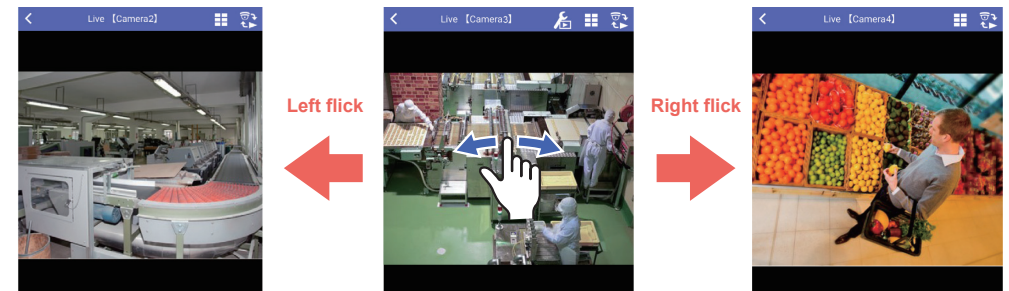 Live 【Camera2】
Left flick
Live 【Camera3】
Right flick
Live 【Camera4】